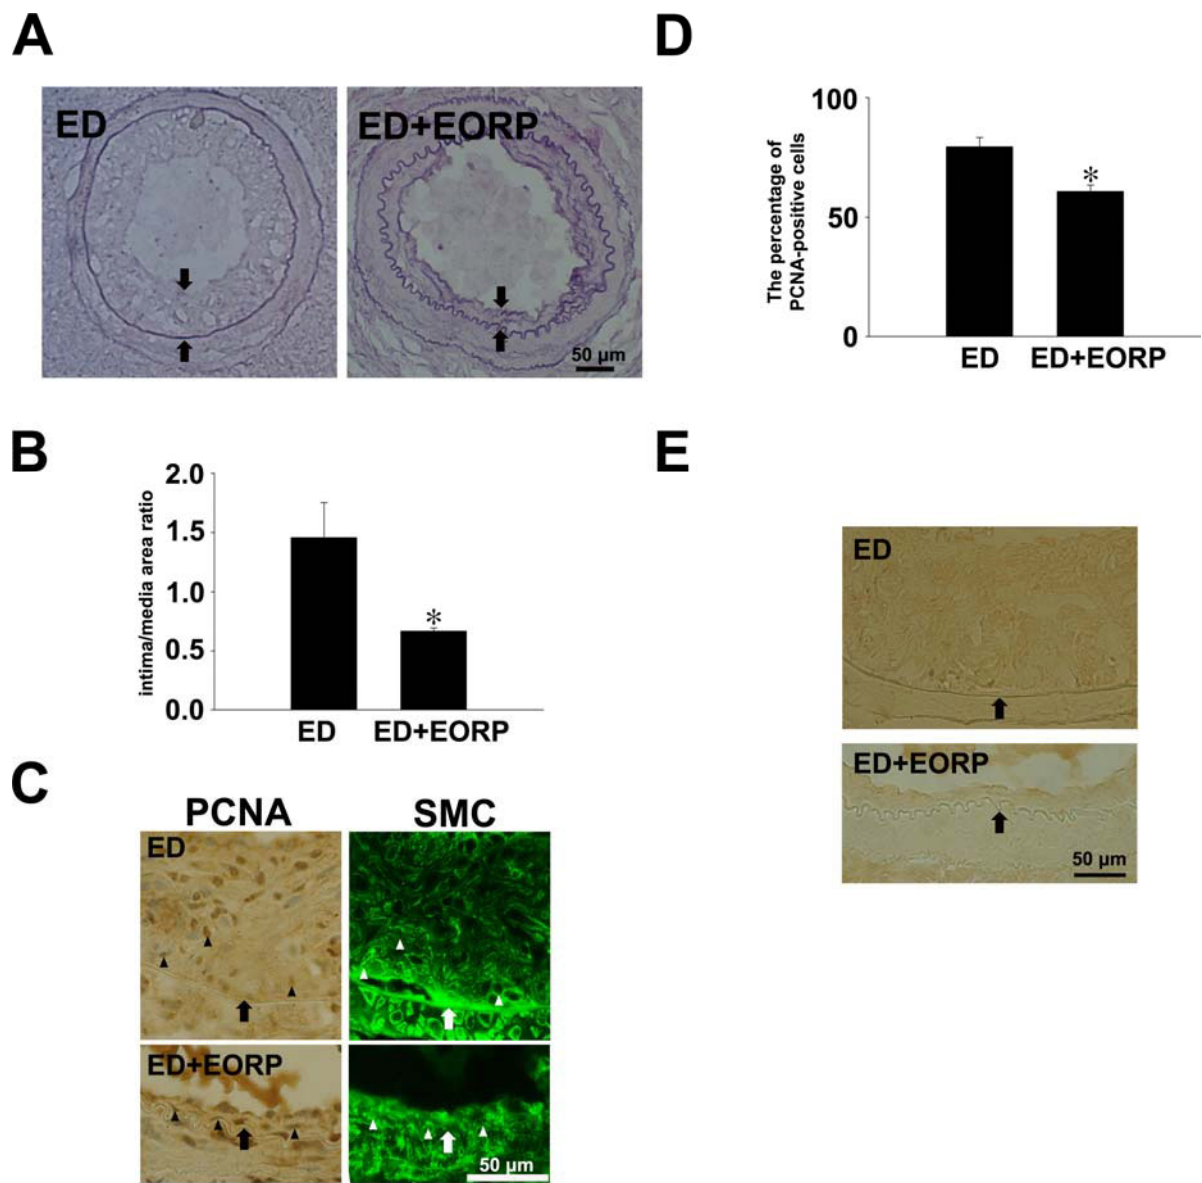 A
ED
ED+EORP
50 µm
B
2.0
1.5
1.0
0.5
0.0
intima/media area ratio
*
ED
ED+EORP
C
PCNA
SMC
ED
ED+EORP
50 µm
D
100
50
0
The percentage of
PCNA-positive cells
*
ED
ED+EORP
E
ED
ED+EORP
50 µm